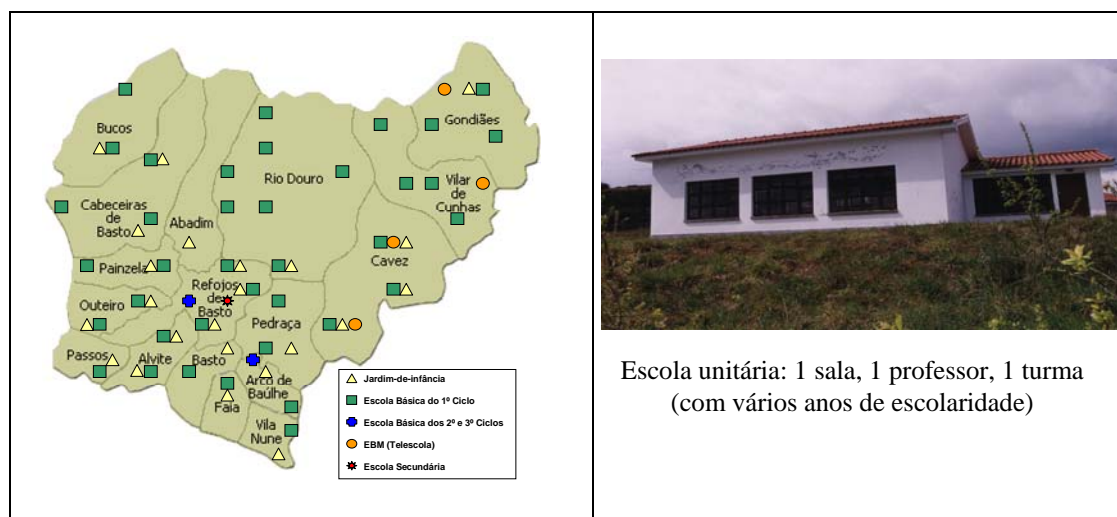 Bucos
Gondiães
Rio Douro
Vilar
de
Cunhas
Cabeceiras
de
Basto
Abadim
Cavez
Painzela
Refojos
de
Basto
Outeiro
Pedraça
Passos
Alvite
Basto
Arco de
Baúlhe
Faia
Vila
Nune
Jardim-de-infância
Escola Básica do 1º Ciclo
Escola Básica dos 2º e 3º Ciclos
EBM (Telescola)
Escola Secundária
Escola unitária: 1 sala, 1 professor, 1 turma
(com vários anos de escolaridade)